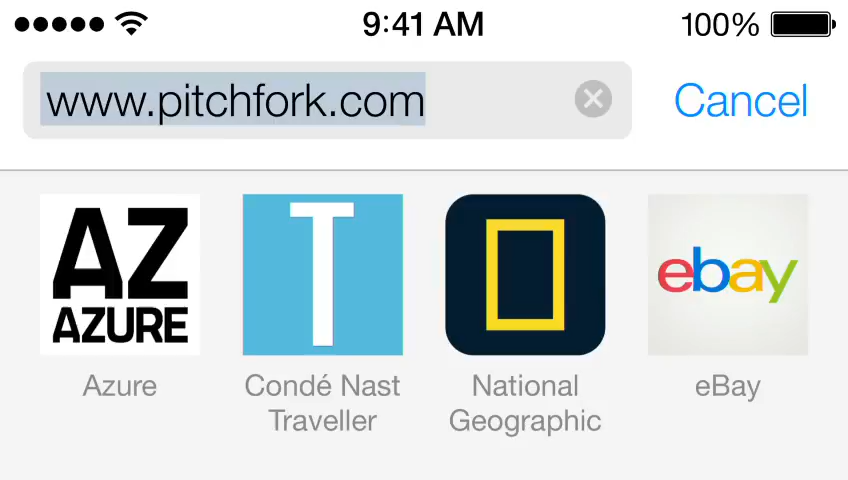 9:41 AM
100%
www.pitchfork.com
Cancel
AZ
AZURE
T
ebay
Azure
Condé Nast
Traveller
National
Geographic
eBay